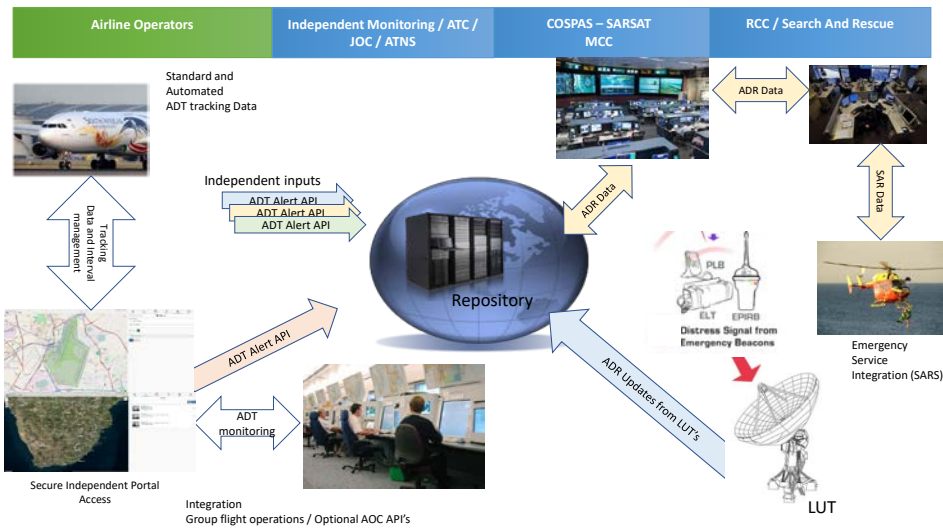 Airline Operators
Independent Monitoring / ATC /
JOC / ATNS
COSPAS – SARSAT
MCC
RCC / Search And Rescue
Standard and
Automated
ADT tracking Data
ADR Data
Independent inputs
ADT Alert API
ADT Alert API
ADT Alert API
ADR Data
SAR Data
Tracking
Data and Interval
management
Repository
PLB
ELT
EPIRB
Distress Signal from
Emergency Beacons
ADT Alert API
ADR Updates from LUT's
Emergency
Service
Integration (SARS)
ADT
monitoring
Secure Independent Portal
Access
LUT
Integration
Group flight operations / Optional AOC API's